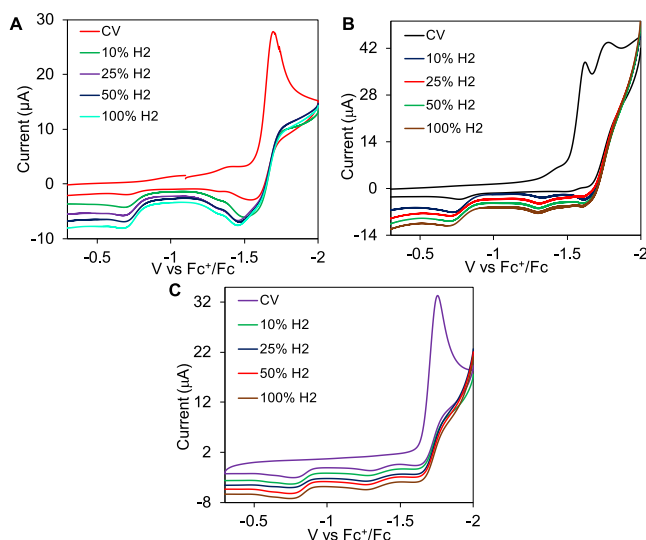 A
30
20
10
0
-10
Current (μA)
CV
10% H2
25% H2
50% H2
100% H2
-0.5
-1
-1.5
-2
V vs Fc⁺/Fc
B
42
28
14
0
-14
Current (μA)
CV
10% H2
25% H2
50% H2
100% H2
-0.5
-1
-1.5
-2
V vs Fc⁺/Fc
C
32
22
12
2
-8
Current (μA)
CV
10% H2
25% H2
50% H2
100% H2
-0.5
-1
-1.5
-2
V vs Fc⁺/Fc